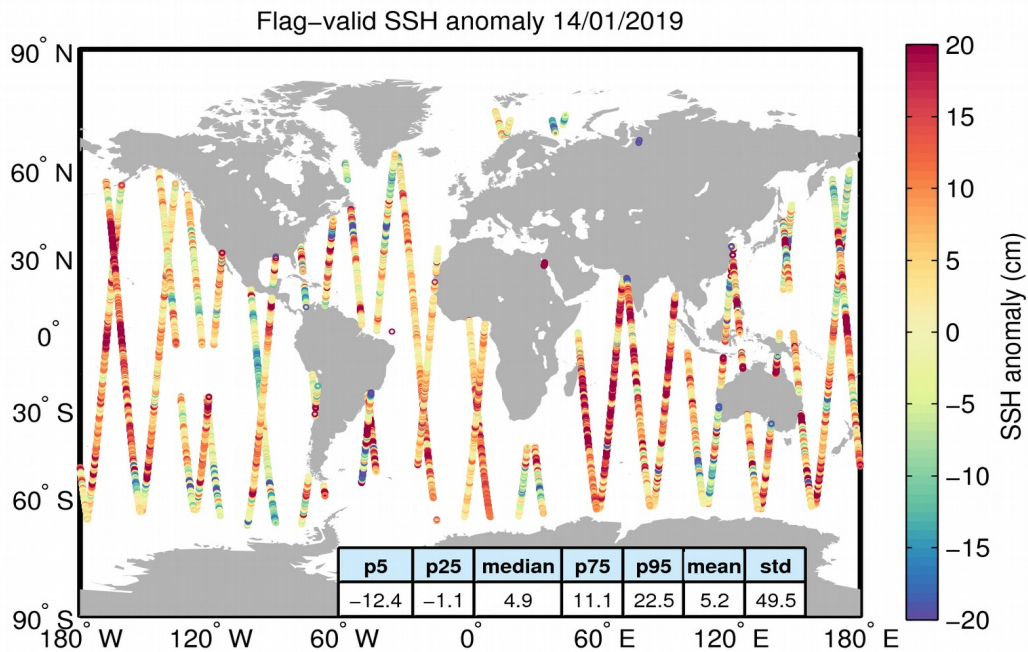 Flag−valid SSH anomaly 14/01/2019
90° N
60° N
30° N
0°
30° S
60° S
90° S
180° W
120° W
60° W
0°
60° E
120° E
180° E
p5 p25 median p75 p95 mean std
−12.4 −1.1 4.9 11.1 22.5 5.2 49.5
20
15
10
5
0
−5
−10
−15
−20
SSH anomaly (cm)